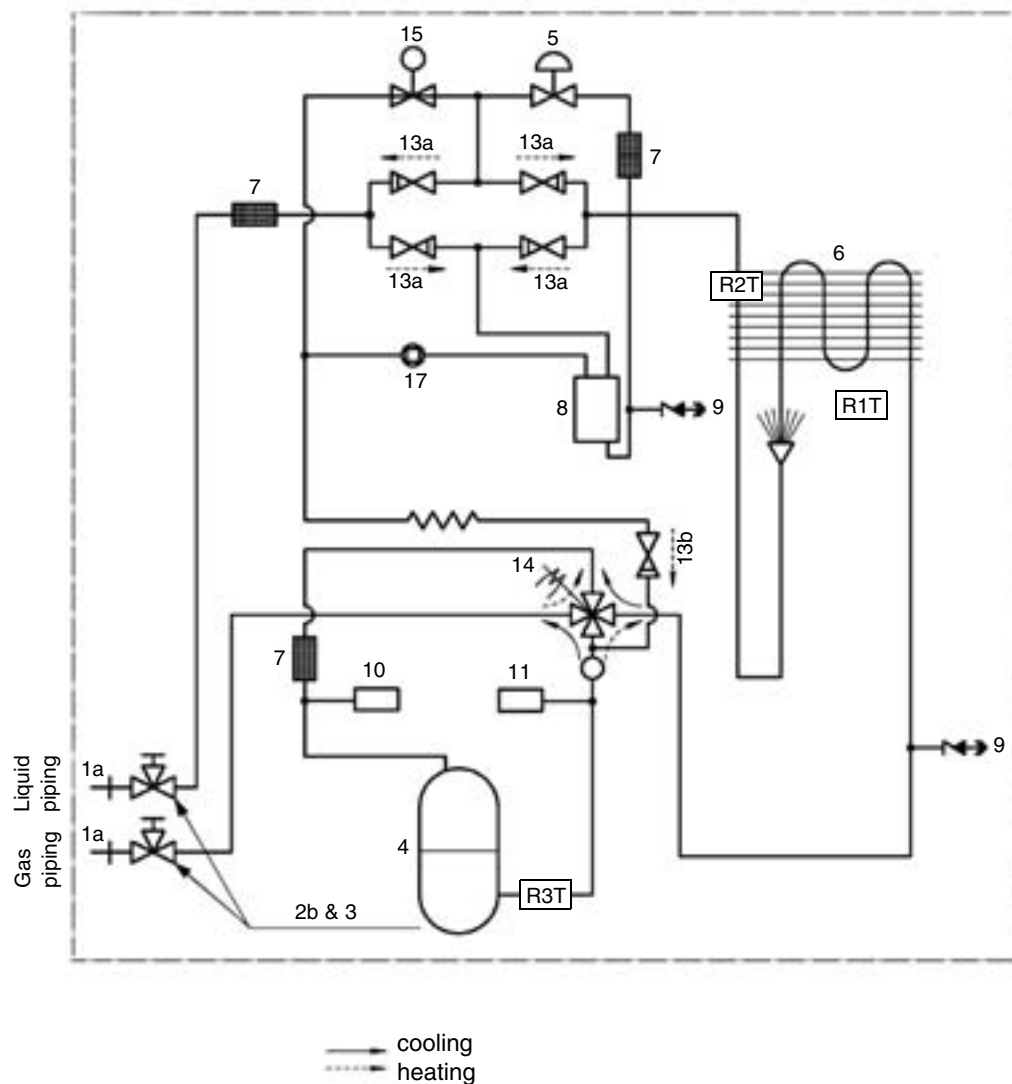 15
5
13a
13a
7
7
13a
13a
6
R2T
17
8
9
R1T
14
13b
7
10
11
9
1a
Liquid
piping
1a
Gas
piping
4
R3T
2b & 3
cooling
heating